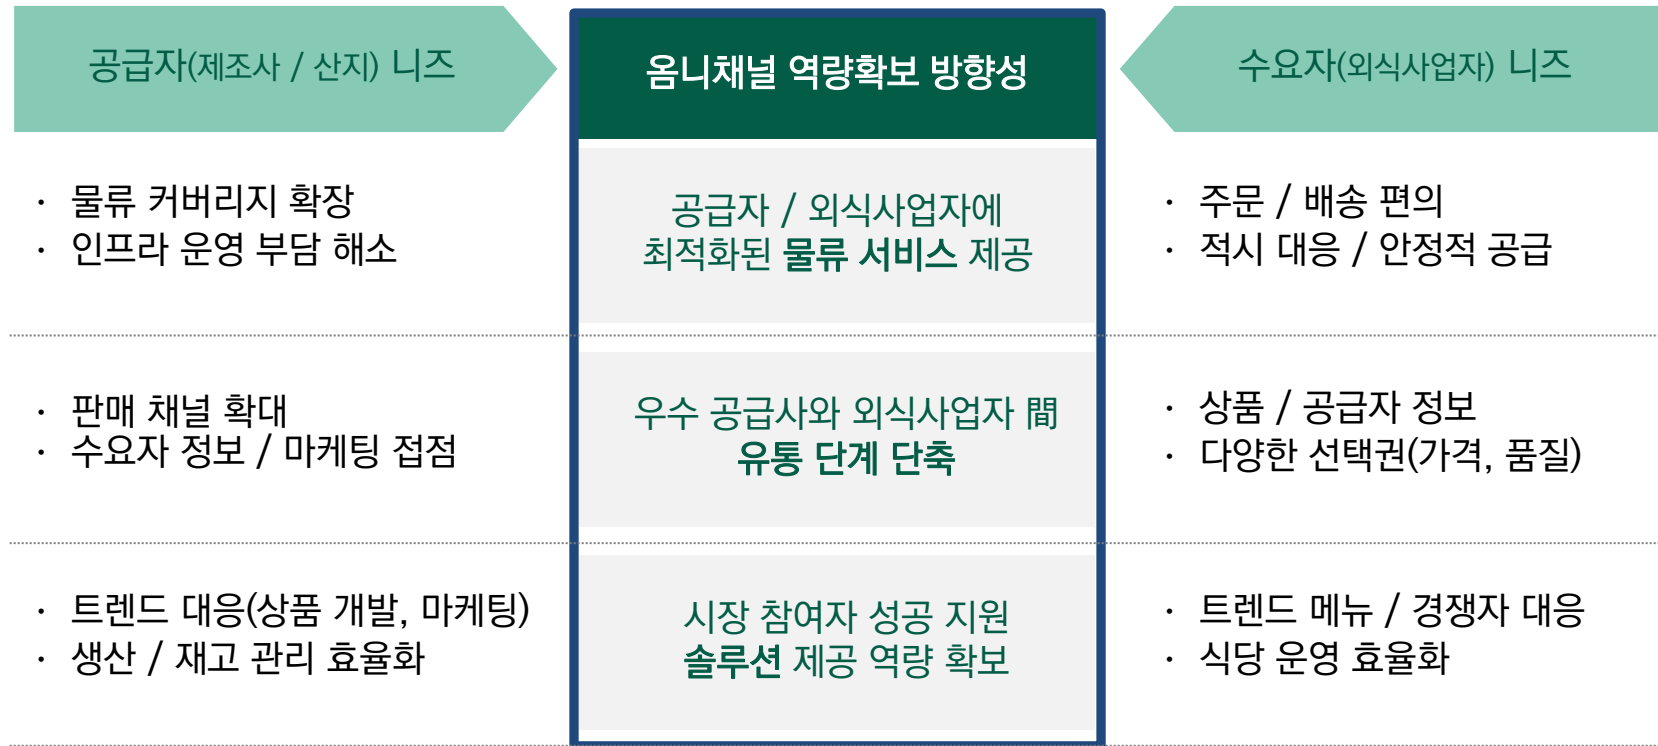 공급자(제조사 / 산지) 니즈
옴니채널 역량확보 방향성
수요자(외식사업자) 니즈
· 물류 커버리지 확장
· 인프라 운영 부담 해소
공급자 / 외식사업자에
최적화된 물류 서비스 제공
· 주문 / 배송 편의
· 적시 대응 / 안정적 공급
· 판매 채널 확대
· 수요자 정보 / 마케팅 접점
우수 공급사와 외식사업자 間
유통 단계 단축
· 상품 / 공급자 정보
· 다양한 선택권(가격, 품질)
· 트렌드 대응(상품 개발, 마케팅)
· 생산 / 재고 관리 효율화
시장 참여자 성공 지원
솔루션 제공 역량 확보
· 트렌드 메뉴 / 경쟁자 대응
· 식당 운영 효율화